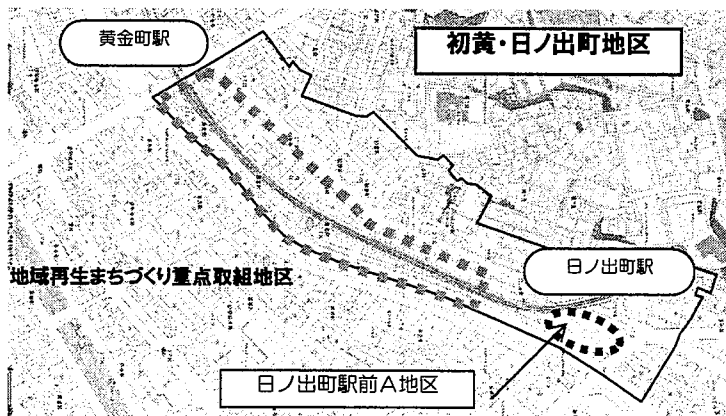 黄金町駅
初黄・日ノ出町地区
日ノ出町駅
地域再生まちづくり重点取組地区
日ノ出町駅前A地区